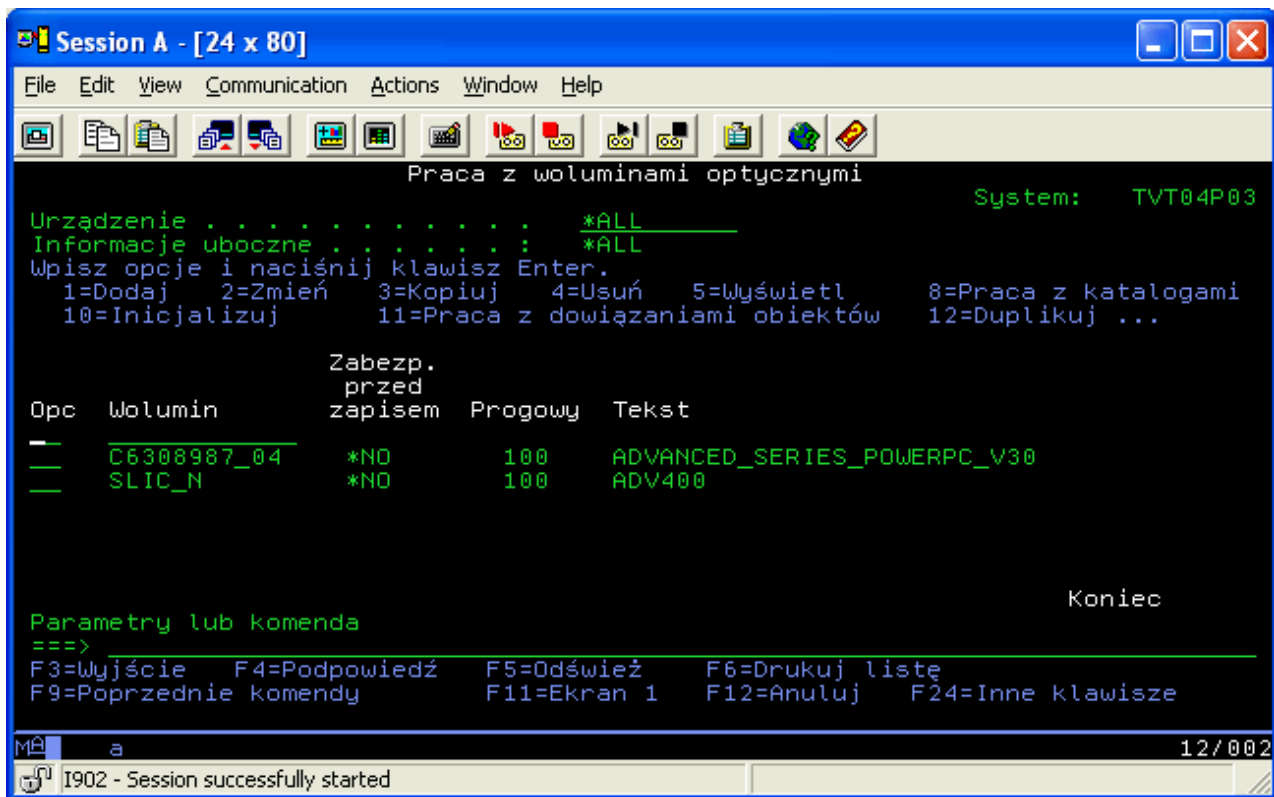 Session A - [24 x 80]
File Edit View Communication Actions Window Help
Praca z woluminami optycznymi
System: TVT04P03
Urządzenie . . . . . . . . . . . . *ALL
Informacje uboczne . . . . . . : *ALL
Wpisz opcje i naciśnij klawisz Enter.
1=Dodaj 2=Zmień 3=Kopiuj 4=Usuń 5=Wyświetl 8=Praca z katalogami
10=Inicjalizuj 11=Praca z dowiązaniami obiektów 12=Duplikuj ...
Zabezp.
przed
Opc Wolumin zapisem Progowy Tekst
C6308987_04 *NO 100 ADVANCED_SERIES_POWERPC_V30
SLIC_N *NO 100 ADV400
Koniec
Parametry lub komenda
===>
F3=Wyjście F4=Podpowiedź F5=Odśwież F6=Drukuj listę
F9=Poprzednie komendy F11=Ekran 1 F12=Anuluj F24=Inne klawisze
MA a 12/002
I902 - Session successfully started